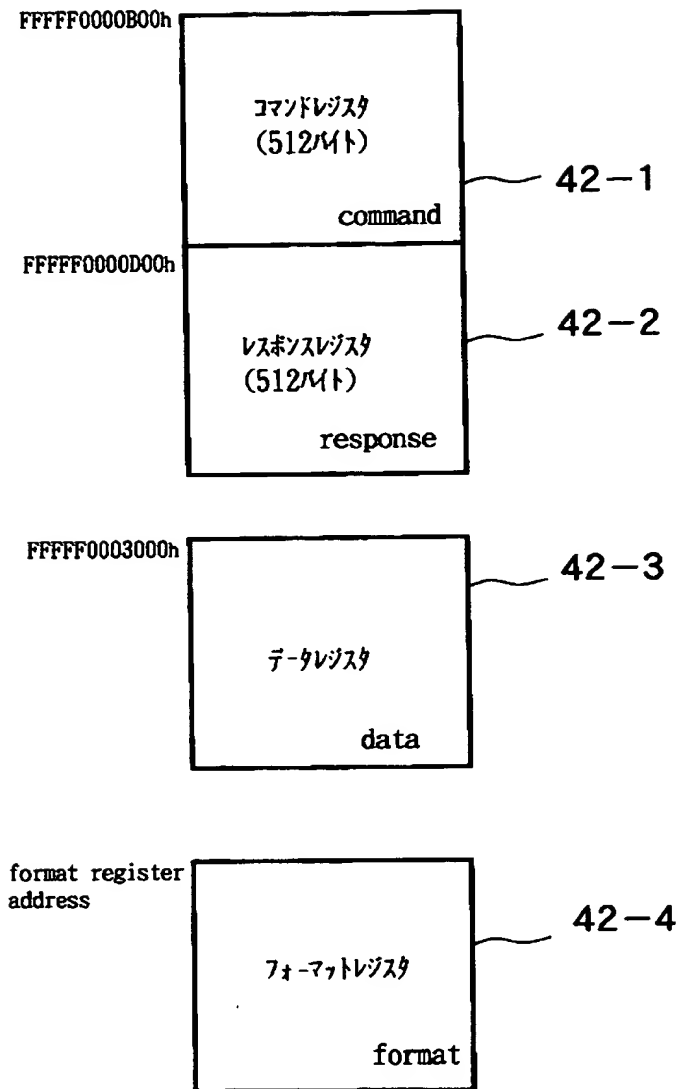 FFFFF0000B00h
コマンドレジスタ
(512バイト)
42-1
command
FFFFF0000D00h
42-2
レスポンスレジスタ
(512バイト)
response
FFFFF0003000h
42-3
データレジスタ
data
format register
address
42-4
フォーマットレジスタ
format